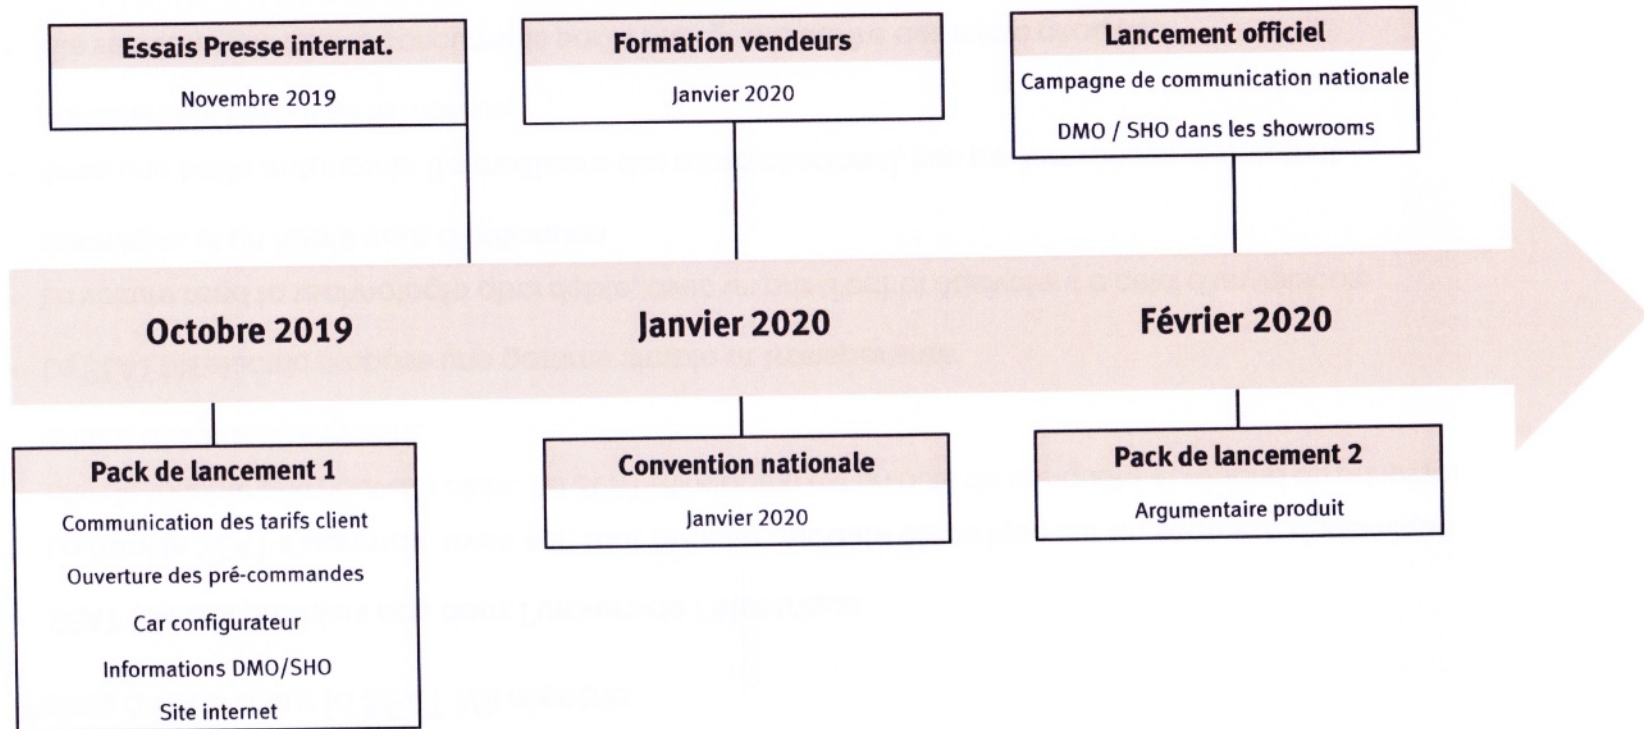 Essais Presse internat.
Novembre 2019
Formation vendeurs
Janvier 2020
Lancement officiel
Campagne de communication nationale
DMO / SHO dans les showrooms
Octobre 2019
Janvier 2020
Février 2020
Pack de lancement 1
Communication des tarifs client
Ouverture des pré-commandes
Car configurateur
Informations DMO/SHO
Site internet
Convention nationale
Janvier 2020
Pack de lancement 2
Argumentaire produit